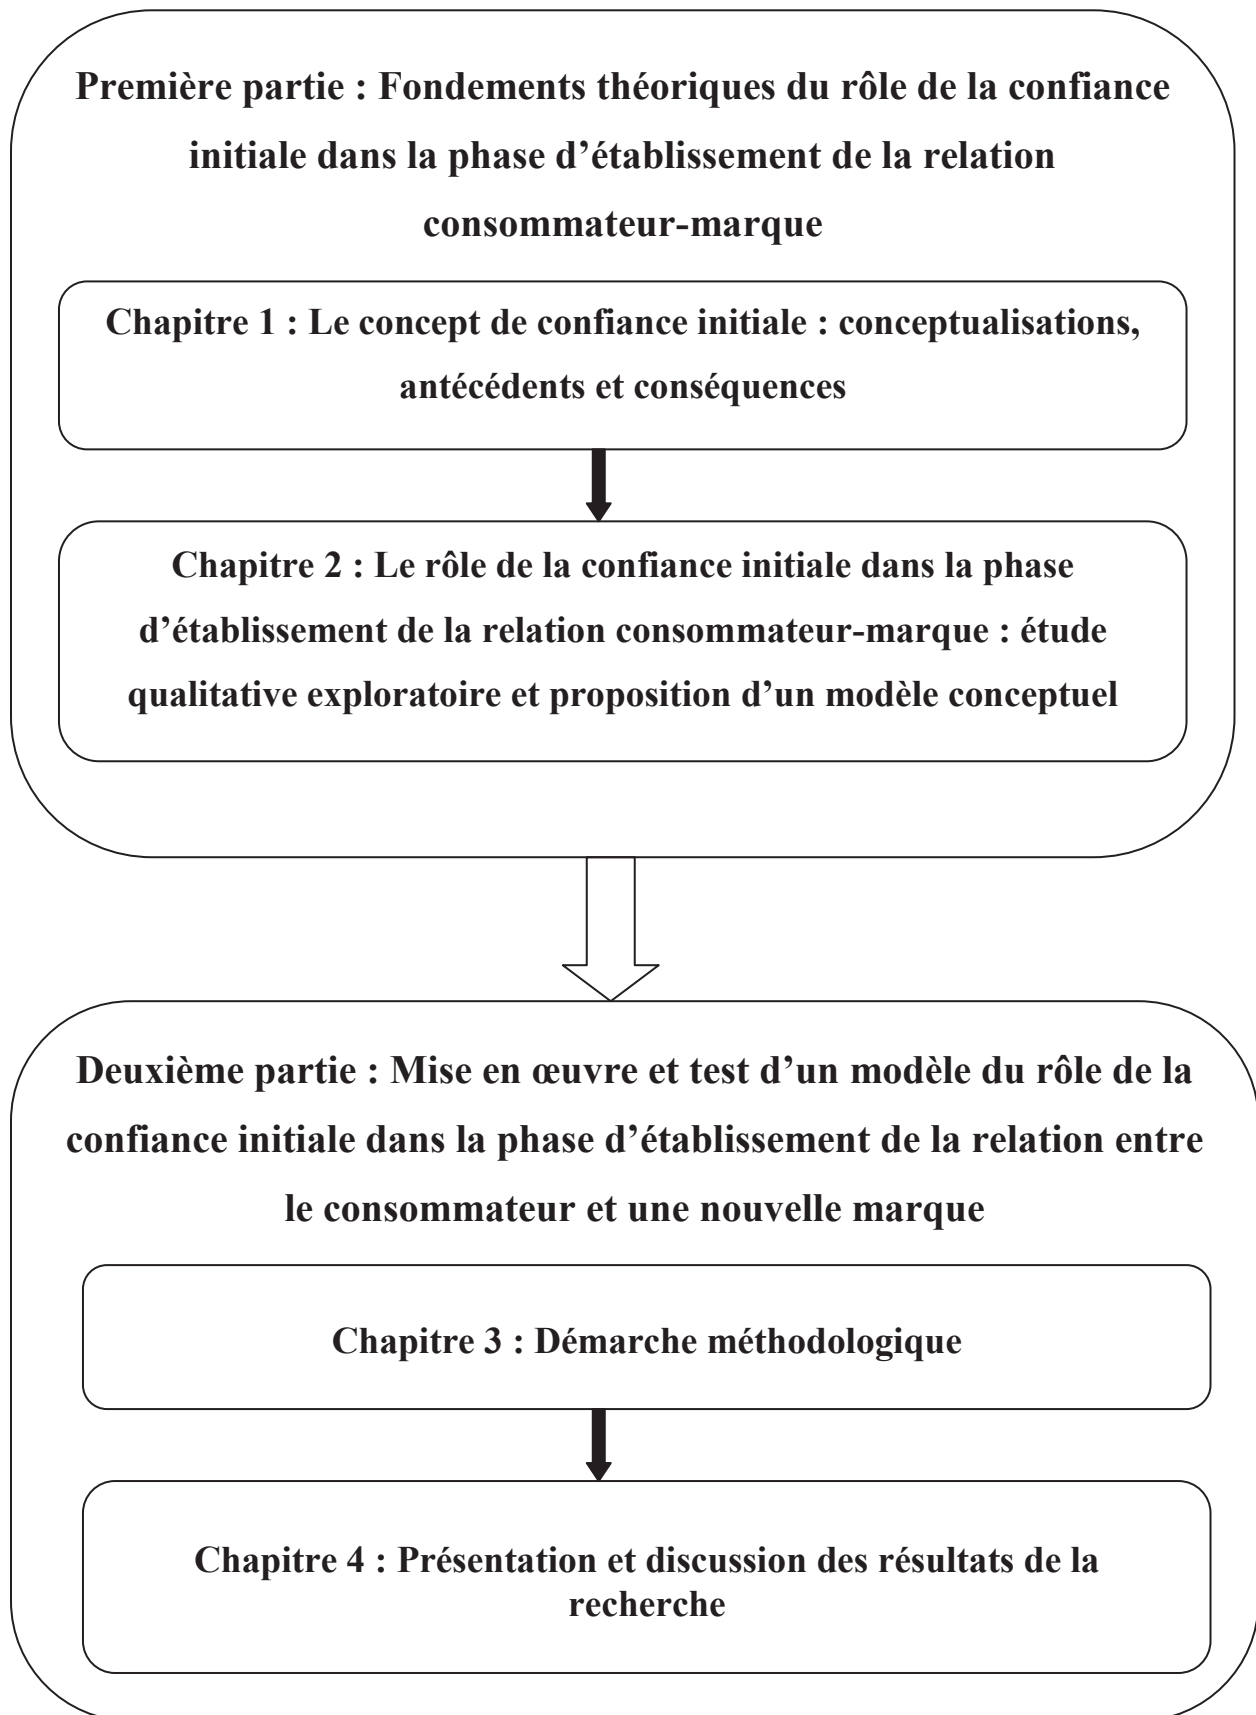 Première partie : Fondements théoriques du rôle de la confiance
initiale dans la phase d’établissement de la relation
consommateur-marque
Chapitre 1 : Le concept de confiance initiale : conceptualisations,
antécédents et conséquences
Chapitre 2 : Le rôle de la confiance initiale dans la phase
d’établissement de la relation consommateur-marque : étude
qualitative exploratoire et proposition d’un modèle conceptuel
Deuxième partie : Mise en œuvre et test d’un modèle du rôle de la
confiance initiale dans la phase d’établissement de la relation entre
le consommateur et une nouvelle marque
Chapitre 3 : Démarche méthodologique
Chapitre 4 : Présentation et discussion des résultats de la
recherche